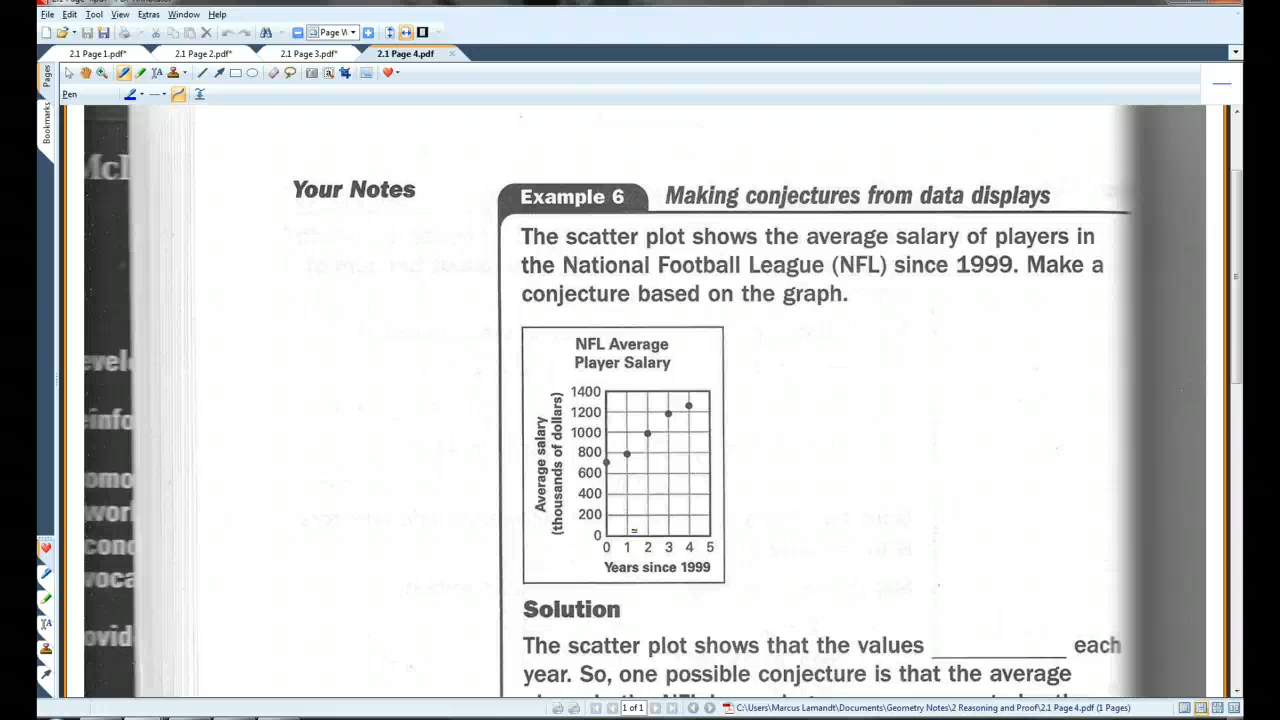 File Edit Tool View Extras Window Help
Page W
2.1 Page 1.pdf* 2.1 Page 2.pdf* 2.1 Page 3.pdf* 2.1 Page 4.pdf
Pen
Pages
Bookmarks
Your Notes
Example 6 Making conjectures from data displays
The scatter plot shows the average salary of players in
the National Football League (NFL) since 1999. Make a
conjecture based on the graph.
NFL Average
Player Salary
Average salary
(thousands of dollars)
1400
1200
1000
800
600
400
200
0
0 1 2 3 4 5
Years since 1999
Solution
The scatter plot shows that the values ____________ each
year. So, one possible conjecture is that the average
1 of 1 C:\Users\Marcus Lamandt\Documents\Geometry Notes\2 Reasoning and Proof\2.1 Page 4.pdf (1 Pages)